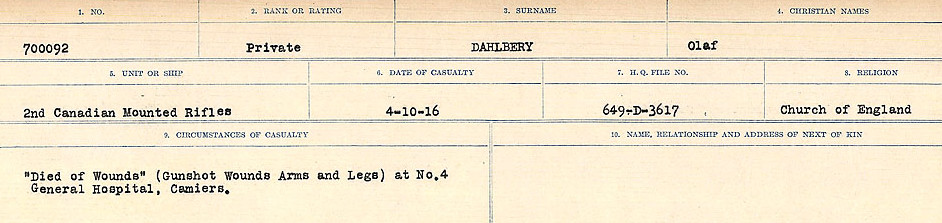 1. NO. 2. RANK OR RATING 3. SURNAME 4. CHRISTIAN NAMES
700092 Private DAHLBERY Olaf
5. UNIT OR SHIP 6. DATE OF CASUALTY 7. H.Q. FILE NO. 8. RELIGION
2nd Canadian Mounted Rifles 4-10-16 649-D-3617 Church of England
9. CIRCUMSTANCES OF CASUALTY 10. NAME, RELATIONSHIP AND ADDRESS OF NEXT OF KIN
"Died of Wounds" (Gunshot Wounds Arms and Legs) at No.4
General Hospital, Camiers.